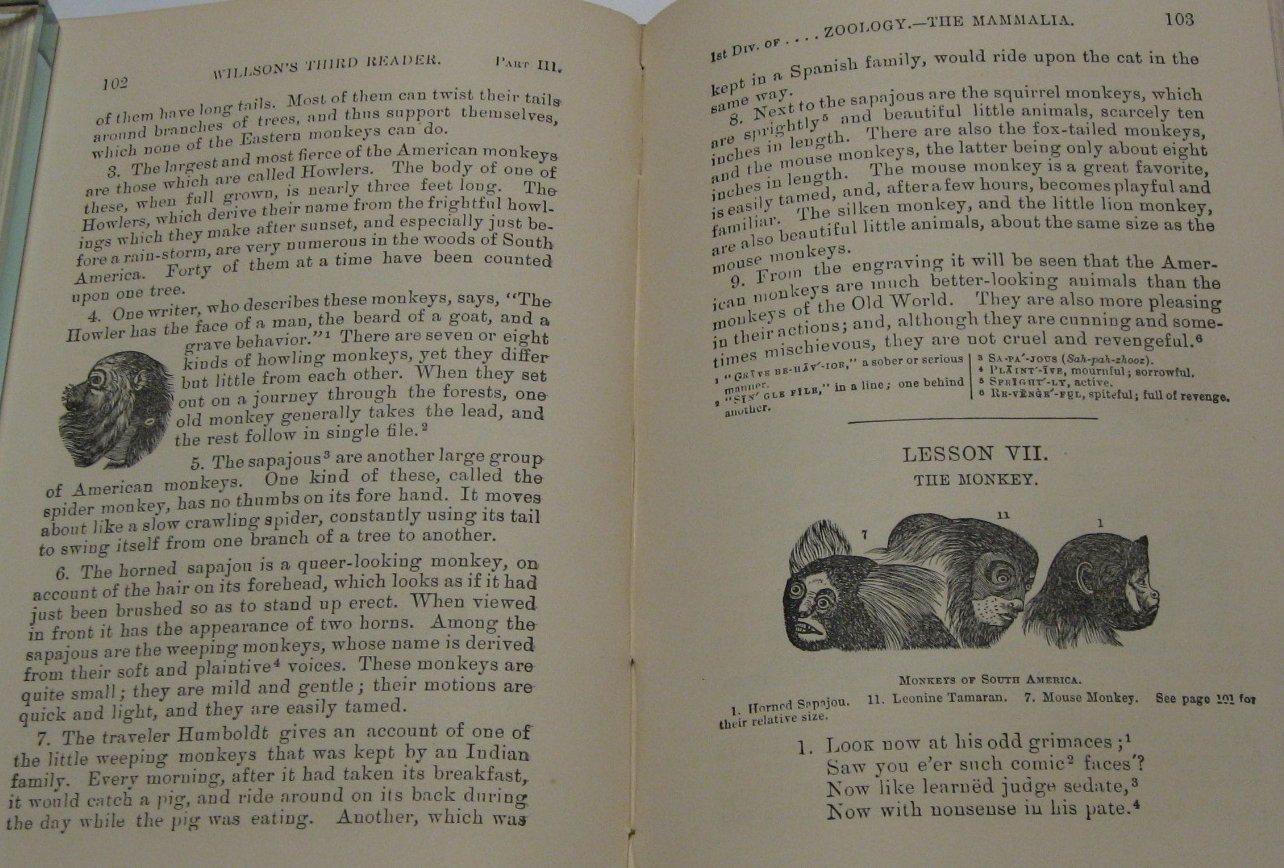 102 WILLSON'S THIRD READER. PART III.
of them have long tails. Most of them can twist their tails
around branches of trees, and thus support themselves,
which none of the Eastern monkeys can do.
3. The largest and most fierce of the American monkeys
are those which are called Howlers. The body of one of
these, when full grown, is nearly three feet long. The
Howlers, which derive their name from the frightful howl-
ings which they make after sunset, and especially just be-
fore a rain-storm, are very numerous in the woods of South
America. Forty of them at a time have been counted
upon one tree.
4. One writer, who describes these monkeys, says, "The
Howler has the face of a man, the beard of a goat, and a
grave behavior."¹ There are seven or eight
kinds of howling monkeys, yet they differ
but little from each other. When they set
out on a journey through the forests, one
old monkey generally takes the lead, and
the rest follow in single file.²
5. The sapajous³ are another large group
of American monkeys. One kind of these, called the
spider monkey, has no thumbs on its fore hand. It moves
about like a slow crawling spider, constantly using its tail
to swing itself from one branch of a tree to another.
6. The horned sapajou is a queer-looking monkey, on
account of the hair on its forehead, which looks as if it had
just been brushed so as to stand up erect. When viewed
in front it has the appearance of two horns. Among the
sapajous are the weeping monkeys, whose name is derived
from their soft and plaintive⁴ voices. These monkeys are
quite small; they are mild and gentle; their motions are
quick and light, and they are easily tamed.
7. The traveler Humboldt gives an account of one of
the little weeping monkeys that was kept by an Indian
family. Every morning, after it had taken its breakfast,
it would catch a pig, and ride around on its back during
the day while the pig was eating. Another, which was
1st DIV. OF . . . . ZOOLOGY.—THE MAMMALIA. 103
kept in a Spanish family, would ride upon the cat in the
same way.
8. Next to the sapajous are the squirrel monkeys, which
are sprightly⁵ and beautiful little animals, scarcely ten
inches in length. There are also the fox-tailed monkeys,
and the mouse monkeys, the latter being only about eight
inches in length. The mouse monkey is a great favorite,
is easily tamed, and, after a few hours, becomes playful and
familiar. The silken monkey, and the little lion monkey,
are also beautiful little animals, about the same size as the
mouse monkeys.
9. From the engraving it will be seen that the Amer-
ican monkeys are much better-looking animals than the
monkeys of the Old World. They are also more pleasing
in their actions; and, although they are cunning and some-
times mischievous, they are not cruel and revengeful.⁶
¹ "GRĀVE BE-HĀV'-IOR," a sober or serious
manner.
² "SĬN'GLE FILE," in a line; one behind
another.
³ SA-PA'-JOUS (Sah-pah-zhooz).
⁴ PLĀINT'-ĬVE, mournful; sorrowful.
⁵ SPRIGHT'-LY, active.
⁶ RE-VĔNGE'-FUL, spiteful; full of revenge.
LESSON VII.
THE MONKEY.
7 11 1
MONKEYS OF SOUTH AMERICA.
1. Horned Sapajou. 11. Leonine Tamaran. 7. Mouse Monkey. See page 101 for
their relative size.
1. LOOK now at his odd grimaces;¹
Saw you e'er such comic² faces'?
Now like learnëd judge sedate,³
Now with nonsense in his pate.⁴